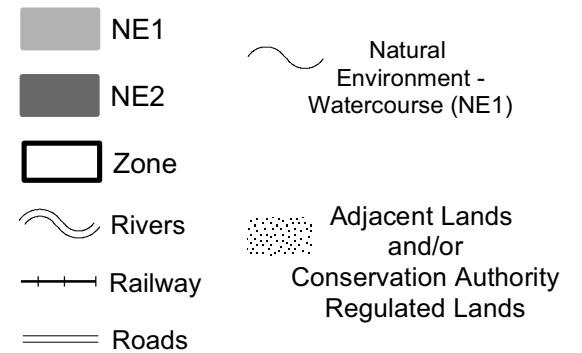 NE1
NE2
Zone
Rivers
Railway
Roads
Natural
Environment -
Watercourse (NE1)
Adjacent Lands
and/or
Conservation Authority
Regulated Lands